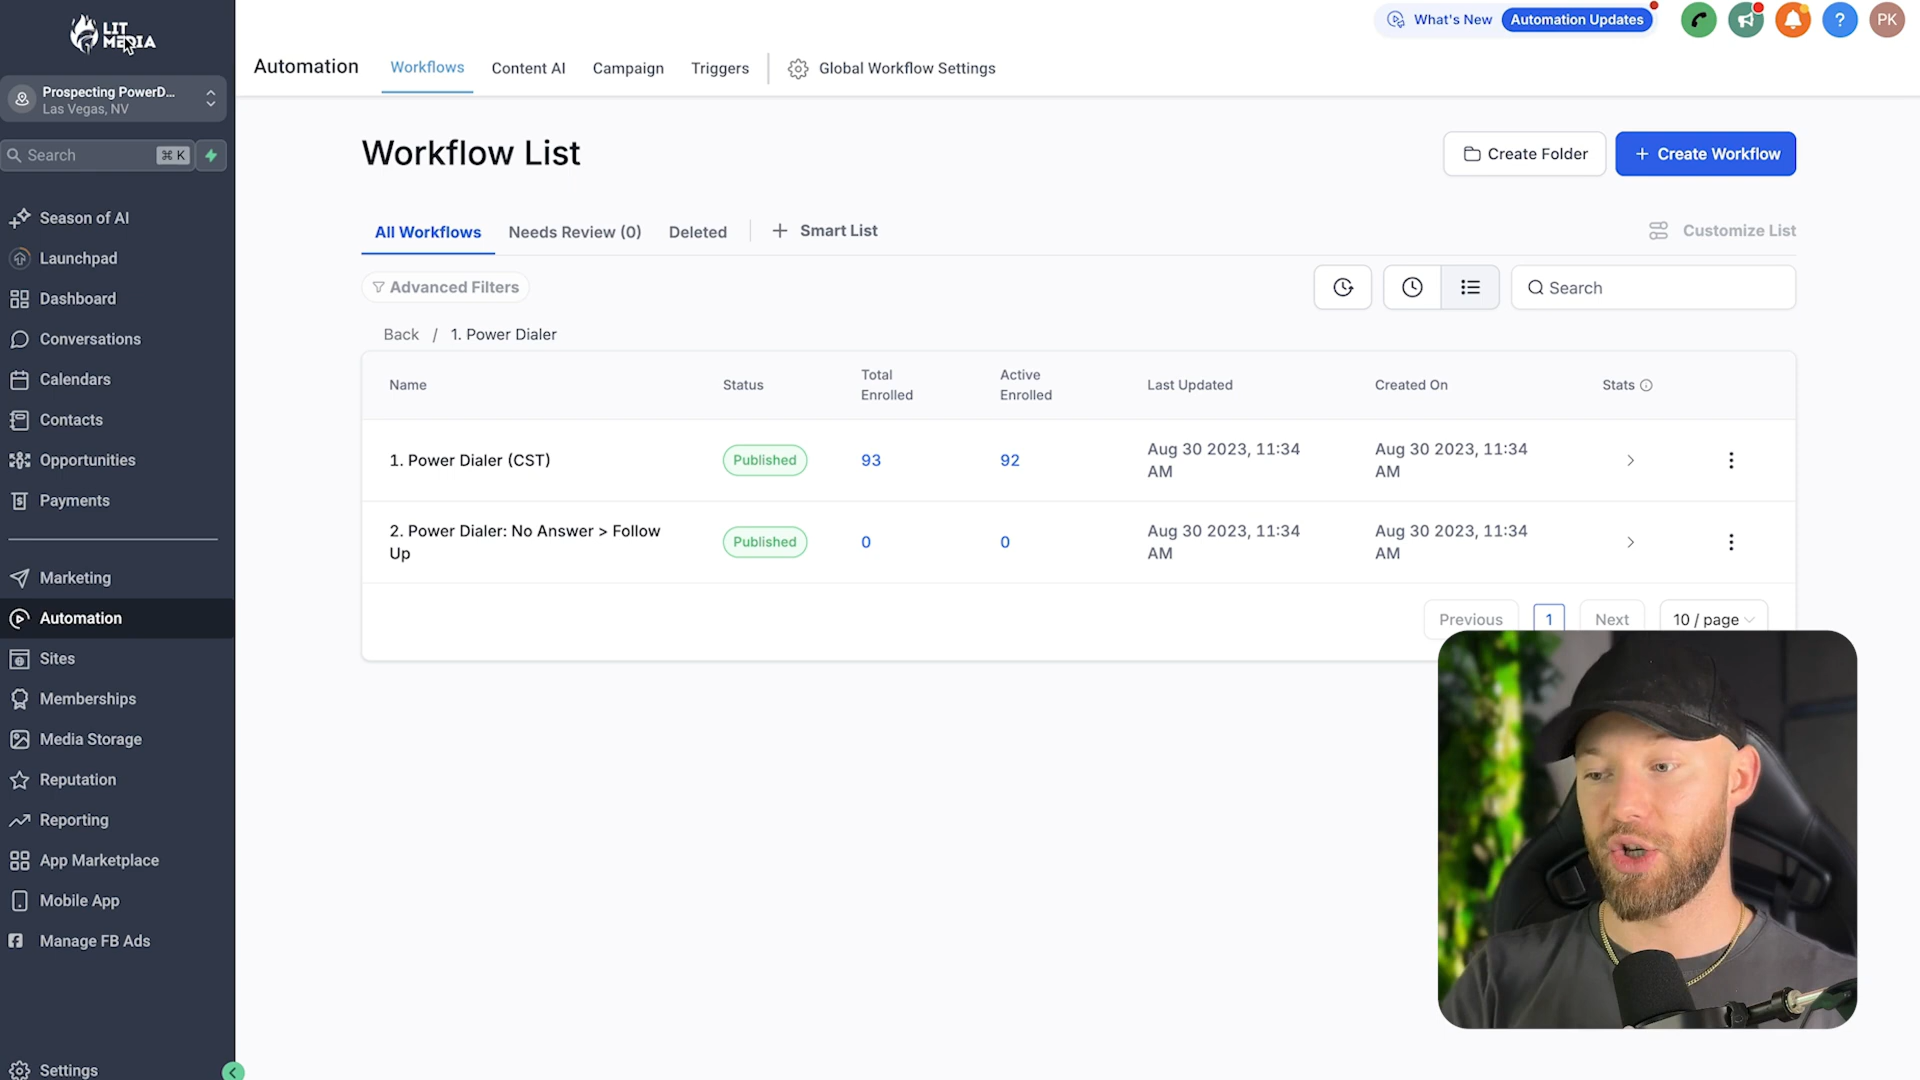 LIT
MEDIA
Prospecting PowerD...
Las Vegas, NV
Search
⌘ K
Season of AI
Launchpad
Dashboard
Conversations
Calendars
Contacts
Opportunities
Payments
Marketing
Automation
Sites
Memberships
Media Storage
Reputation
Reporting
App Marketplace
Mobile App
Manage FB Ads
Settings
What's New
Automation Updates
?
PK
Automation
Workflows
Content AI
Campaign
Triggers
Global Workflow Settings
Workflow List
Create Folder
+ Create Workflow
All Workflows
Needs Review (0)
Deleted
+ Smart List
Customize List
Advanced Filters
Search
Back / 1. Power Dialer
Name
Status
Total
Enrolled
Active
Enrolled
Last Updated
Created On
Stats
1. Power Dialer (CST)
Published
93
92
Aug 30 2023, 11:34
AM
Aug 30 2023, 11:34
AM
2. Power Dialer: No Answer > Follow
Up
Published
0
0
Aug 30 2023, 11:34
AM
Aug 30 2023, 11:34
AM
Previous
1
Next
10 / page